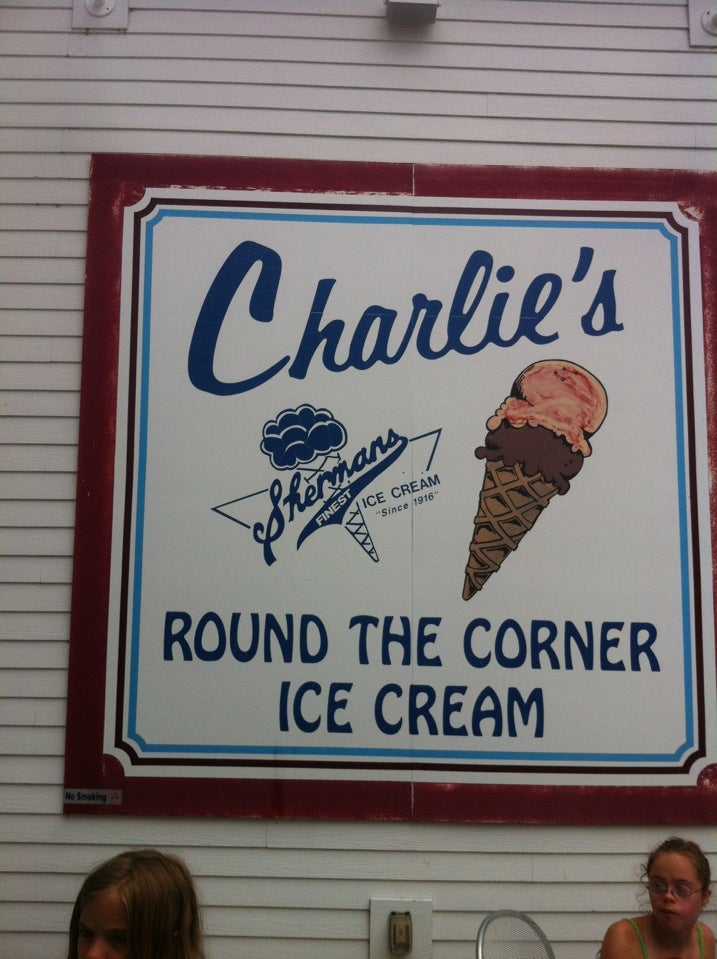 Charlie's
Shermans
FINEST
ICE CREAM
"Since 1916"
ROUND THE CORNER
ICE CREAM
No Smoking